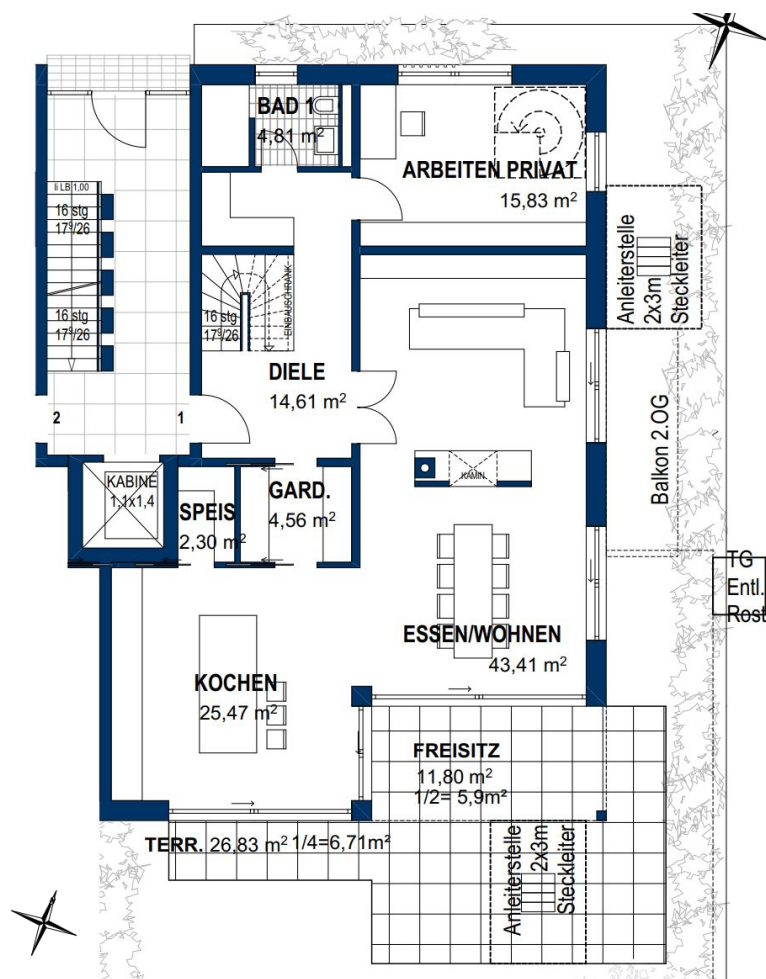 BAD 1
4,81 m²
ARBEITEN PRIVAT
15,83 m²
li LB 1,00
16 stg
17⁹/26
16 stg
17⁹/26
16 stg
17⁹/26
EINBAUSCHRANK
Anleiterstelle
2x3m
Steckleiter
DIELE
14,61 m²
2
1
Balkon 2.OG
KABINE
1,1x1,4
SPEIS
2,30 m²
GARD.
4,56 m²
KAMIN
TG
Entl.
Rost
ESSEN/WOHNEN
43,41 m²
KOCHEN
25,47 m²
FREISITZ
11,80 m²
1/2= 5,9m²
TERR. 26,83 m² 1/4=6,71m²
Anleiterstelle
2x3m
Steckleiter